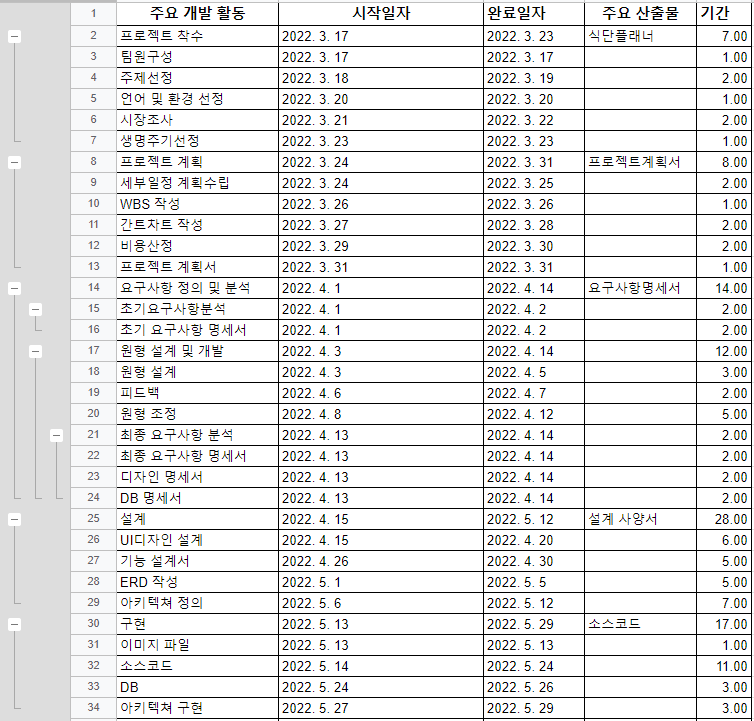 1 주요 개발 활동 시작일자 완료일자 주요 산출물 기간
2 프로젝트 착수 2022. 3. 17 2022. 3. 23 식단플래너 7.00
3 팀원구성 2022. 3. 17 2022. 3. 17 1.00
4 주제선정 2022. 3. 18 2022. 3. 19 2.00
5 언어 및 환경 선정 2022. 3. 20 2022. 3. 20 1.00
6 시장조사 2022. 3. 21 2022. 3. 22 2.00
7 생명주기선정 2022. 3. 23 2022. 3. 23 1.00
8 프로젝트 계획 2022. 3. 24 2022. 3. 31 프로젝트계획서 8.00
9 세부일정 계획수립 2022. 3. 24 2022. 3. 25 2.00
10 WBS 작성 2022. 3. 26 2022. 3. 26 1.00
11 간트차트 작성 2022. 3. 27 2022. 3. 28 2.00
12 비용산정 2022. 3. 29 2022. 3. 30 2.00
13 프로젝트 계획서 2022. 3. 31 2022. 3. 31 1.00
14 요구사항 정의 및 분석 2022. 4. 1 2022. 4. 14 요구사항명세서 14.00
15 초기요구사항분석 2022. 4. 1 2022. 4. 2 2.00
16 초기 요구사항 명세서 2022. 4. 1 2022. 4. 2 2.00
17 원형 설계 및 개발 2022. 4. 3 2022. 4. 14 12.00
18 원형 설계 2022. 4. 3 2022. 4. 5 3.00
19 피드백 2022. 4. 6 2022. 4. 7 2.00
20 원형 조정 2022. 4. 8 2022. 4. 12 5.00
21 최종 요구사항 분석 2022. 4. 13 2022. 4. 14 2.00
22 최종 요구사항 명세서 2022. 4. 13 2022. 4. 14 2.00
23 디자인 명세서 2022. 4. 13 2022. 4. 14 2.00
24 DB 명세서 2022. 4. 13 2022. 4. 14 2.00
25 설계 2022. 4. 15 2022. 5. 12 설계 사양서 28.00
26 UI디자인 설계 2022. 4. 15 2022. 4. 20 6.00
27 기능 설계서 2022. 4. 26 2022. 4. 30 5.00
28 ERD 작성 2022. 5. 1 2022. 5. 5 5.00
29 아키텍쳐 정의 2022. 5. 6 2022. 5. 12 7.00
30 구현 2022. 5. 13 2022. 5. 29 소스코드 17.00
31 이미지 파일 2022. 5. 13 2022. 5. 13 1.00
32 소스코드 2022. 5. 14 2022. 5. 24 11.00
33 DB 2022. 5. 24 2022. 5. 26 3.00
34 아키텍쳐 구현 2022. 5. 27 2022. 5. 29 3.00